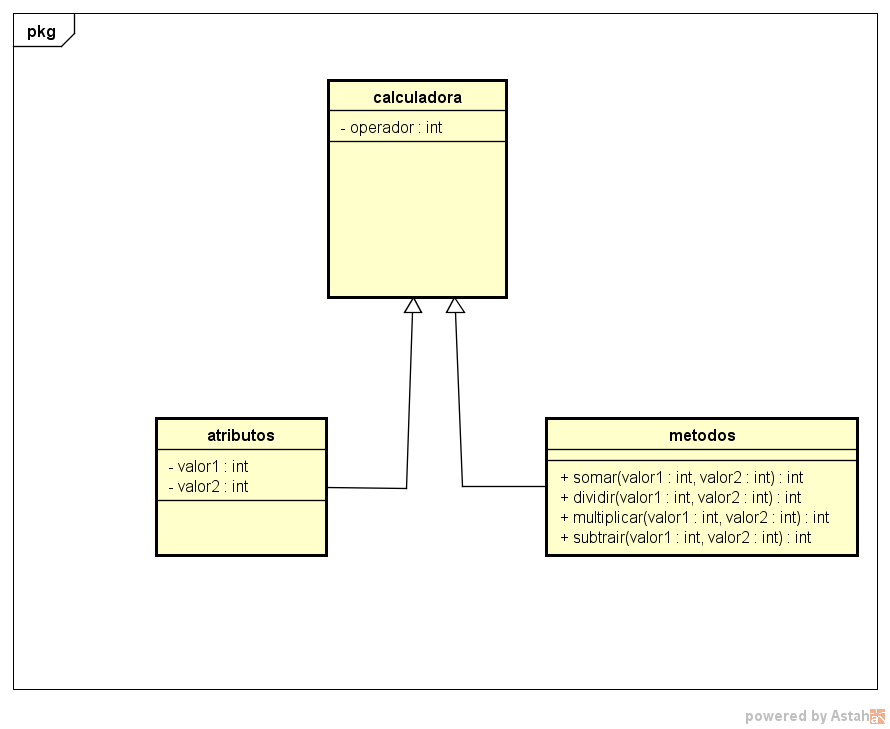 pkg
calculadora
- operador : int
atributos
- valor1 : int
- valor2 : int
metodos
+ somar(valor1 : int, valor2 : int) : int
+ dividir(valor1 : int, valor2 : int) : int
+ multiplicar(valor1 : int, valor2 : int) : int
+ subtrair(valor1 : int, valor2 : int) : int
powered by Astah